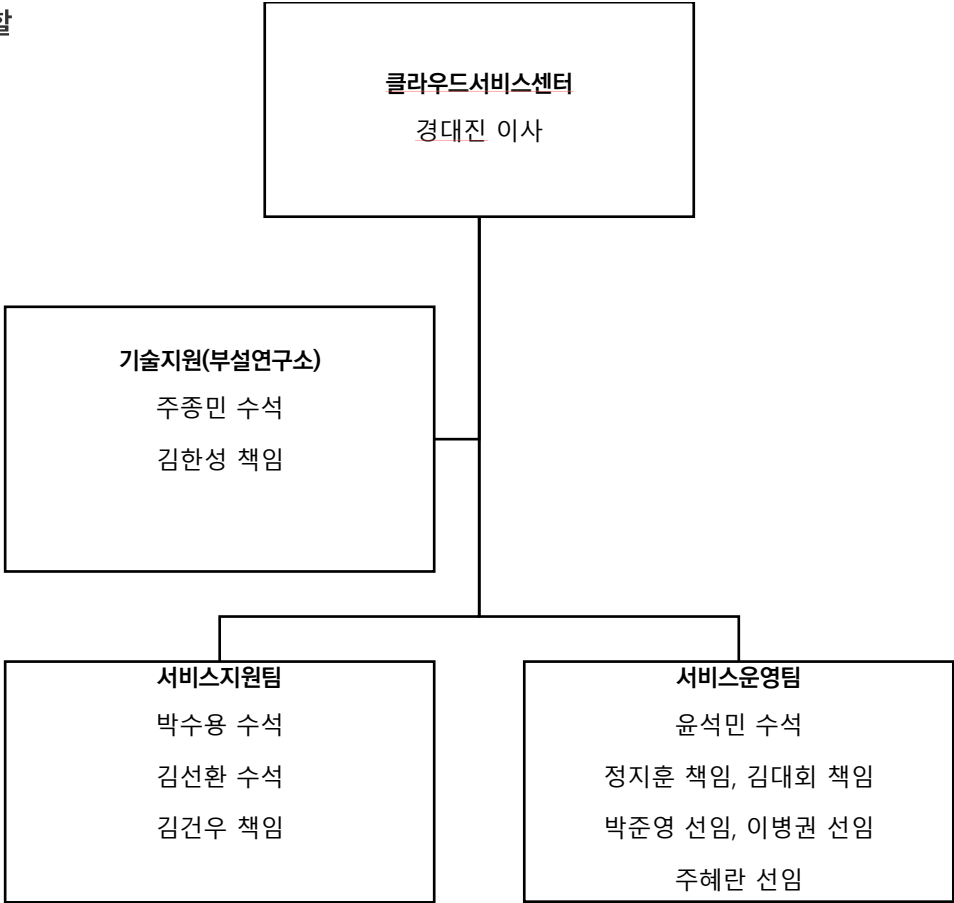 할
클라우드서비스센터
경대진 이사
기술지원(부설연구소)
주종민 수석
김한성 책임
서비스지원팀
박수용 수석
김선환 수석
김건우 책임
서비스운영팀
윤석민 수석
정지훈 책임, 김대회 책임
박준영 선임, 이병권 선임
주혜란 선임